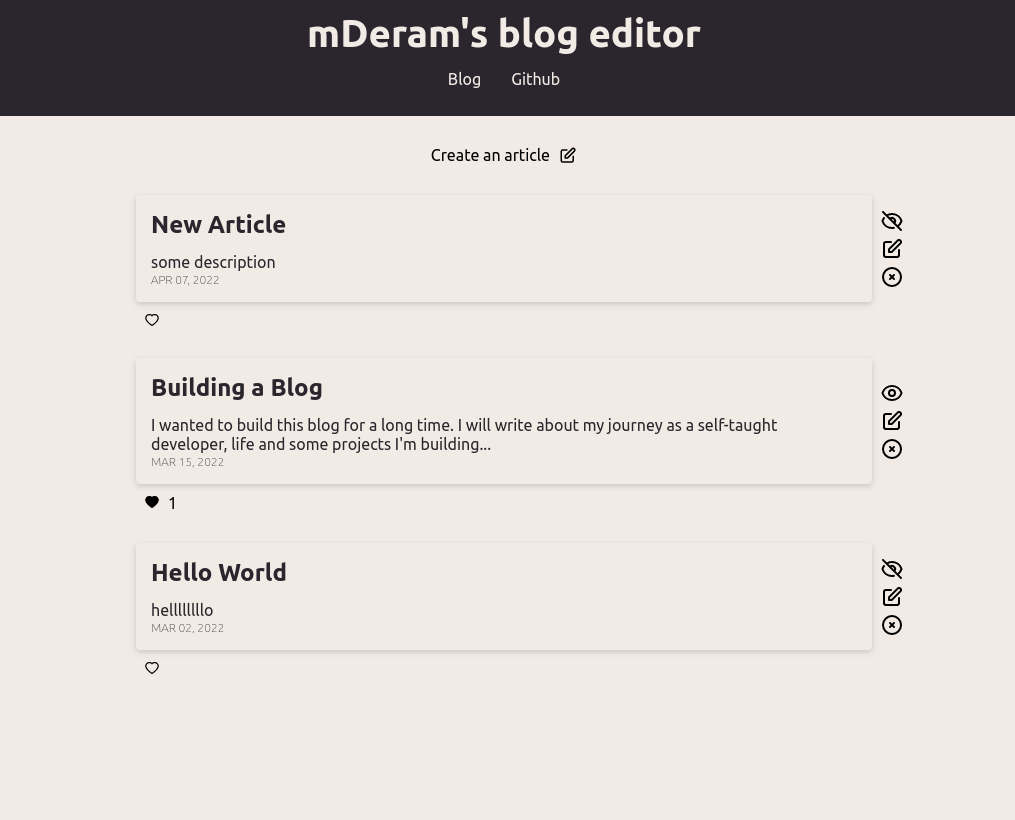 mDeram's blog editor
Blog Github
Create an article
New Article
some description
APR 07, 2022
Building a Blog
I wanted to build this blog for a long time. I will write about my journey as a self-taught
developer, life and some projects I'm building...
MAR 15, 2022
1
Hello World
helllllllllo
MAR 02, 2022